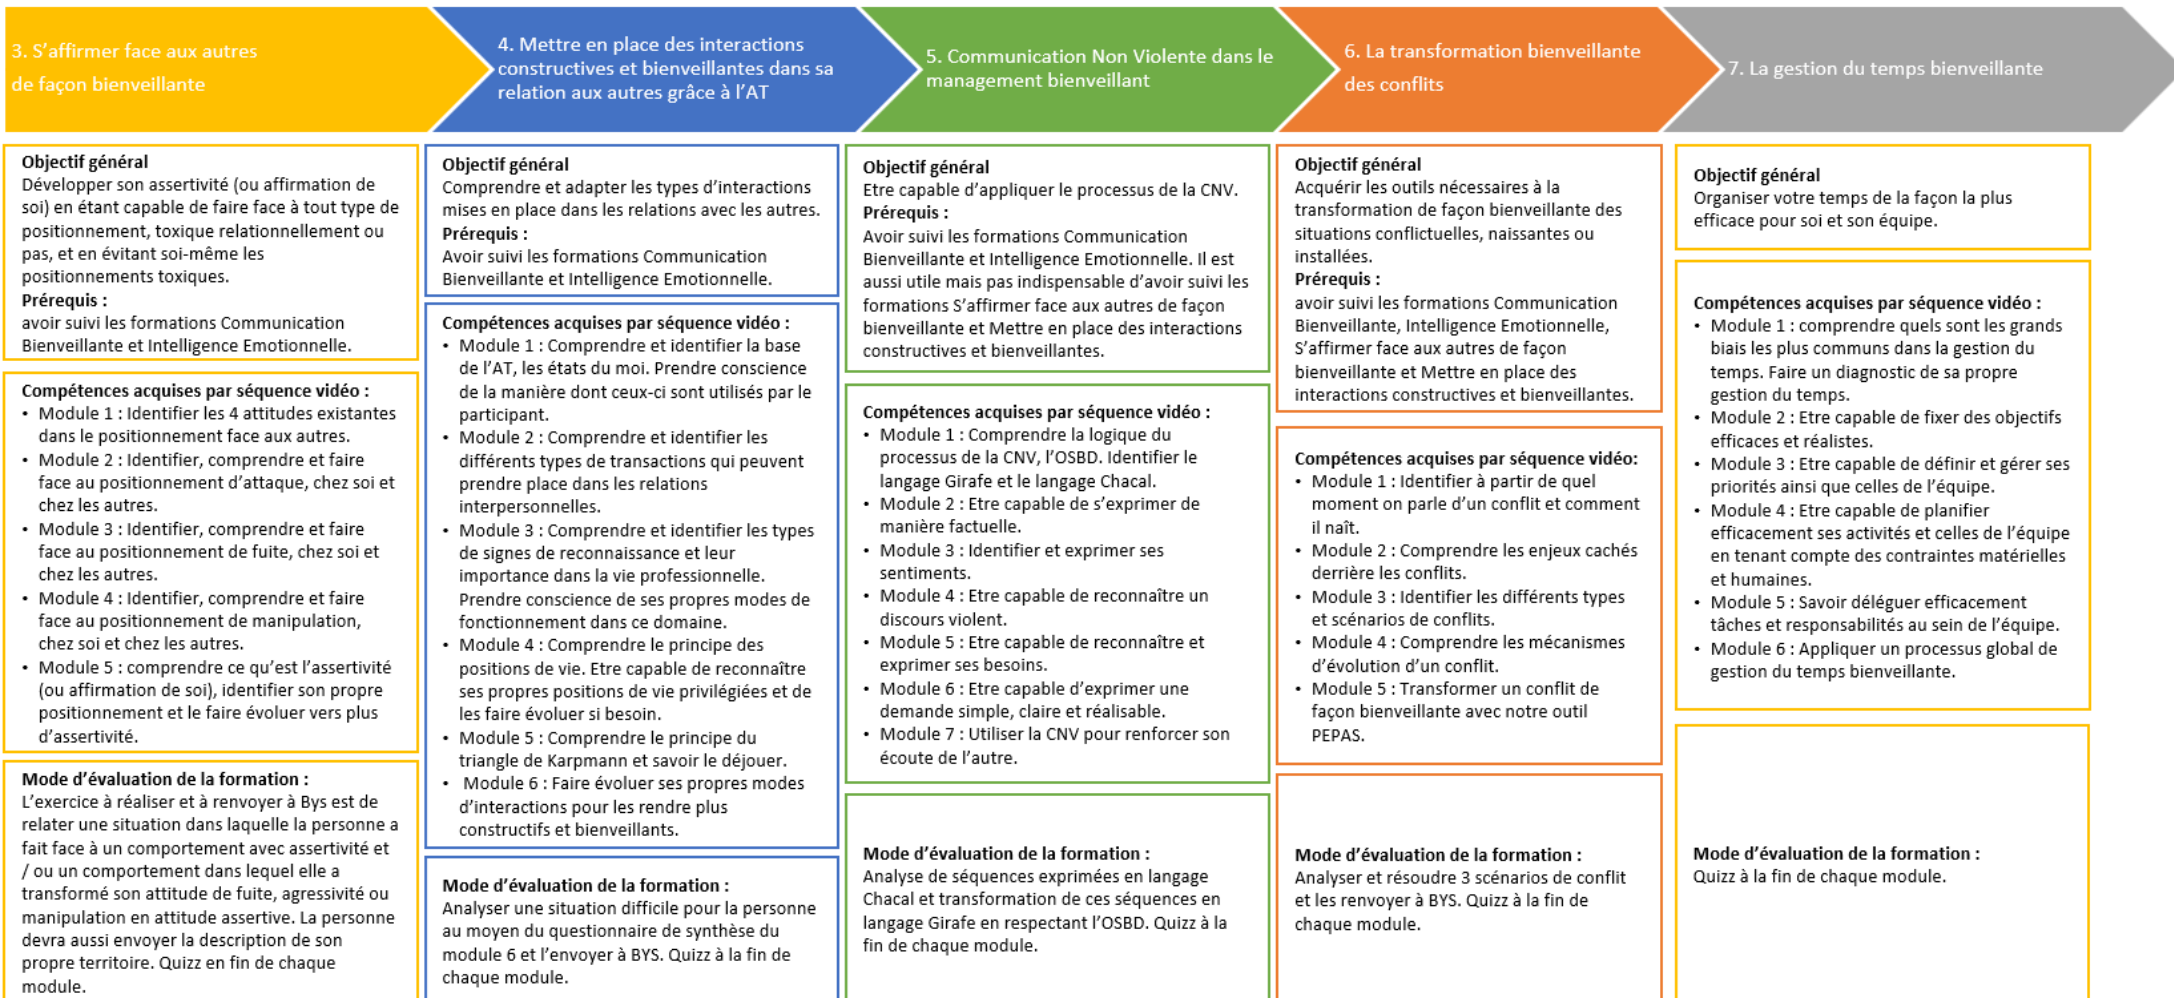 3. S'affirmer face aux autres
de façon bienveillante
4. Mettre en place des interactions
constructives et bienveillantes dans sa
relation aux autres grâce à l'AT
5. Communication Non Violente dans le
management bienveillant
6. La transformation bienveillante
des conflits
7. La gestion du temps bienveillante
Objectif général
Développer son assertivité (ou affirmation de
soi) en étant capable de faire face à tout type de
positionnement, toxique relationnellement ou
pas, et en évitant soi-même les
positionnements toxiques.
Prérequis :
avoir suivi les formations Communication
Bienveillante et Intelligence Emotionnelle.
Compétences acquises par séquence vidéo :
• Module 1 : Identifier les 4 attitudes existantes
dans le positionnement face aux autres.
• Module 2 : Identifier, comprendre et faire
face au positionnement d'attaque, chez soi et
chez les autres.
• Module 3 : Identifier, comprendre et faire
face au positionnement de fuite, chez soi et
chez les autres.
• Module 4 : Identifier, comprendre et faire
face au positionnement de manipulation,
chez soi et chez les autres.
• Module 5 : comprendre ce qu'est l'assertivité
(ou affirmation de soi), identifier son propre
positionnement et le faire évoluer vers plus
d'assertivité.
Mode d'évaluation de la formation :
L'exercice à réaliser et à renvoyer à Bys est de
relater une situation dans laquelle la personne a
fait face à un comportement avec assertivité et
/ ou un comportement dans lequel elle a
transformé son attitude de fuite, agressivité ou
manipulation en attitude assertive. La personne
devra aussi envoyer la description de son
propre territoire. Quizz en fin de chaque
module.
Objectif général
Comprendre et adapter les types d'interactions
mises en place dans les relations avec les autres.
Prérequis :
Avoir suivi les formations Communication
Bienveillante et Intelligence Emotionnelle.
Compétences acquises par séquence vidéo :
• Module 1 : Comprendre et identifier la base
de l'AT, les états du moi. Prendre conscience
de la manière dont ceux-ci sont utilisés par le
participant.
• Module 2 : Comprendre et identifier les
différents types de transactions qui peuvent
prendre place dans les relations
interpersonnelles.
• Module 3 : Comprendre et identifier les types
de signes de reconnaissance et leur
importance dans la vie professionnelle.
Prendre conscience de ses propres modes de
fonctionnement dans ce domaine.
• Module 4 : Comprendre le principe des
positions de vie. Etre capable de reconnaître
ses propres positions de vie privilégiées et de
les faire évoluer si besoin.
• Module 5 : Comprendre le principe du
triangle de Karpmann et savoir le déjouer.
• Module 6 : Faire évoluer ses propres modes
d'interactions pour les rendre plus
constructifs et bienveillants.
Mode d'évaluation de la formation :
Analyser une situation difficile pour la personne
au moyen du questionnaire de synthèse du
module 6 et l'envoyer à BYS. Quizz à la fin de
chaque module.
Objectif général
Etre capable d'appliquer le processus de la CNV.
Prérequis :
Avoir suivi les formations Communication
Bienveillante et Intelligence Emotionnelle. Il est
aussi utile mais pas indispensable d'avoir suivi les
formations S'affirmer face aux autres de façon
bienveillante et Mettre en place des interactions
constructives et bienveillantes.
Compétences acquises par séquence vidéo :
• Module 1 : Comprendre la logique du
processus de la CNV, l'OSBD. Identifier le
langage Girafe et le langage Chacal.
• Module 2 : Etre capable de s'exprimer de
manière factuelle.
• Module 3 : Identifier et exprimer ses
sentiments.
• Module 4 : Etre capable de reconnaître un
discours violent.
• Module 5 : Etre capable de reconnaître et
exprimer ses besoins.
• Module 6 : Etre capable d'exprimer une
demande simple, claire et réalisable.
• Module 7 : Utiliser la CNV pour renforcer son
écoute de l'autre.
Mode d'évaluation de la formation :
Analyse de séquences exprimées en langage
Chacal et transformation de ces séquences en
langage Girafe en respectant l'OSBD. Quizz à la
fin de chaque module.
Objectif général
Acquérir les outils nécessaires à la
transformation de façon bienveillante des
situations conflictuelles, naissantes ou
installées.
Prérequis :
avoir suivi les formations Communication
Bienveillante, Intelligence Emotionnelle,
S'affirmer face aux autres de façon
bienveillante et Mettre en place des
interactions constructives et bienveillantes.
Compétences acquises par séquence vidéo:
• Module 1 : Identifier à partir de quel
moment on parle d'un conflit et comment
il naît.
• Module 2 : Comprendre les enjeux cachés
derrière les conflits.
• Module 3 : Identifier les différents types
et scénarios de conflits.
• Module 4 : Comprendre les mécanismes
d'évolution d'un conflit.
• Module 5 : Transformer un conflit de
façon bienveillante avec notre outil
PEPAS.
Mode d'évaluation de la formation :
Analyser et résoudre 3 scénarios de conflit
et les renvoyer à BYS. Quizz à la fin de
chaque module.
Objectif général
Organiser votre temps de la façon la plus
efficace pour soi et son équipe.
Compétences acquises par séquence vidéo :
• Module 1 : comprendre quels sont les grands
biais les plus communs dans la gestion du
temps. Faire un diagnostic de sa propre
gestion du temps.
• Module 2 : Etre capable de fixer des objectifs
efficaces et réalistes.
• Module 3 : Etre capable de définir et gérer ses
priorités ainsi que celles de l'équipe.
• Module 4 : Etre capable de planifier
efficacement ses activités et celles de l'équipe
en tenant compte des contraintes matérielles
et humaines.
• Module 5 : Savoir déléguer efficacement
tâches et responsabilités au sein de l'équipe.
• Module 6 : Appliquer un processus global de
gestion du temps bienveillante.
Mode d'évaluation de la formation :
Quizz à la fin de chaque module.